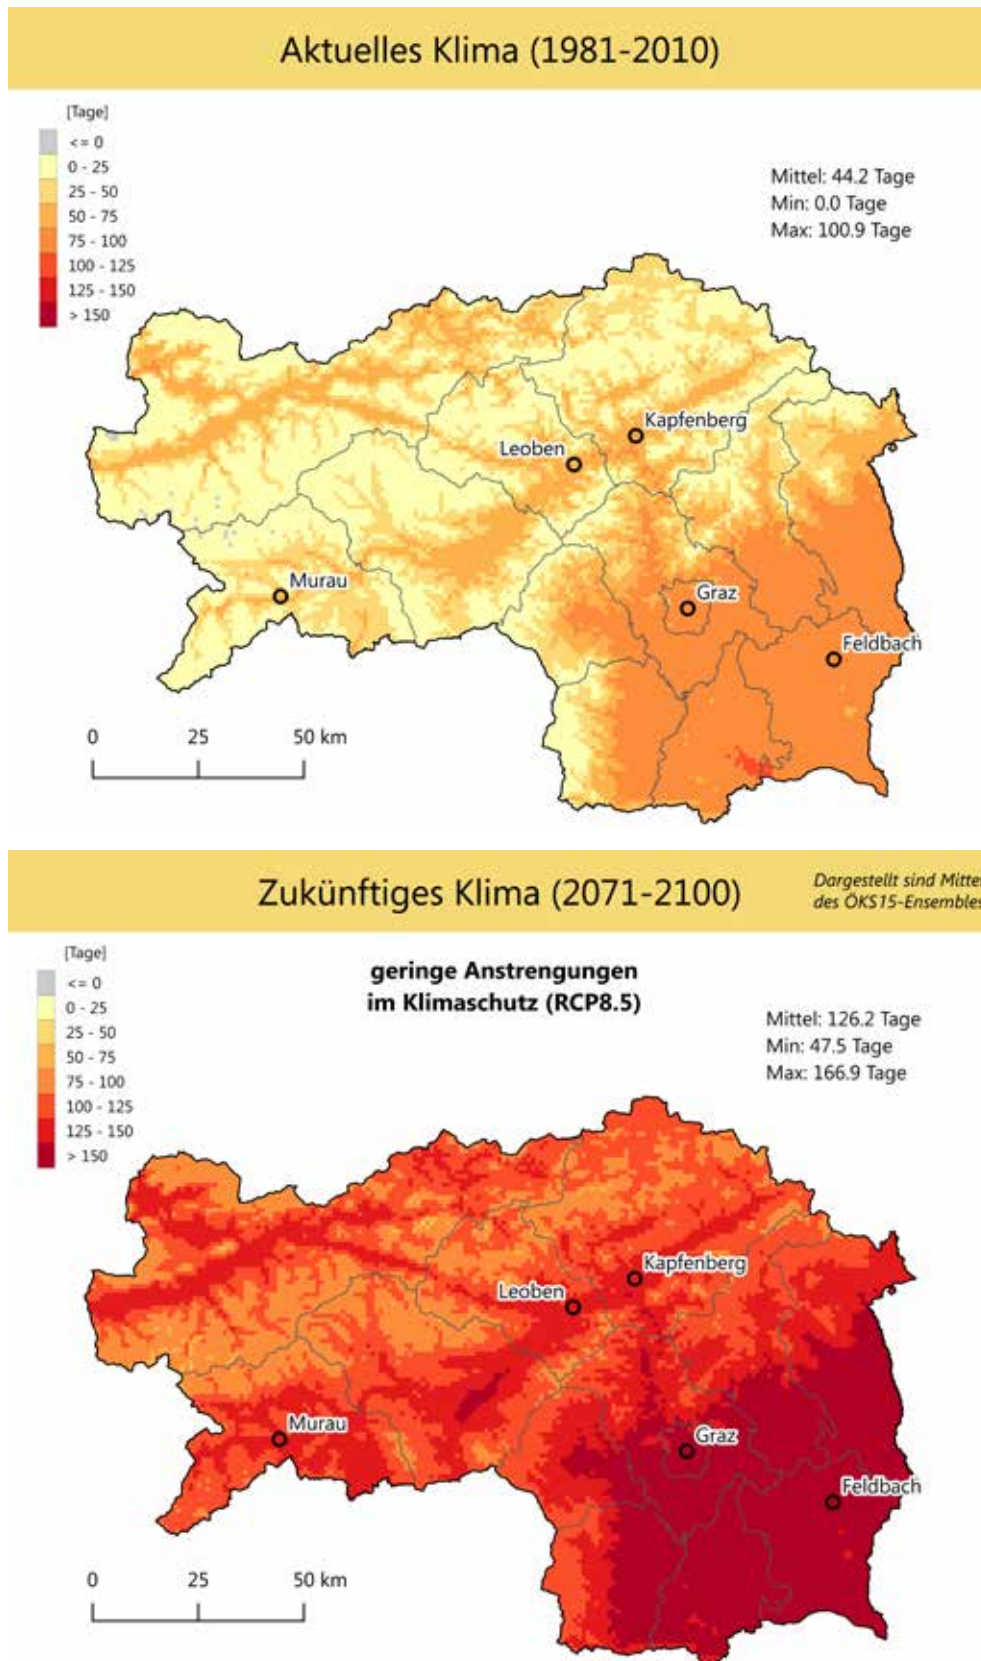 Aktuelles Klima (1981-2010)
[Tage]
<= 0
0 - 25
25 - 50
50 - 75
75 - 100
100 - 125
125 - 150
> 150
Mittel: 44.2 Tage
Min: 0.0 Tage
Max: 100.9 Tage
Kapfenberg
Leoben
Murau
Graz
Feldbach
0 25 50 km
Zukünftiges Klima (2071-2100)
Dargestellt sind Mitte
des ÖKS15-Ensembles
[Tage]
<= 0
0 - 25
25 - 50
50 - 75
75 - 100
100 - 125
125 - 150
> 150
geringe Anstrengungen
im Klimaschutz (RCP8.5)
Mittel: 126.2 Tage
Min: 47.5 Tage
Max: 166.9 Tage
Kapfenberg
Leoben
Murau
Graz
Feldbach
0 25 50 km